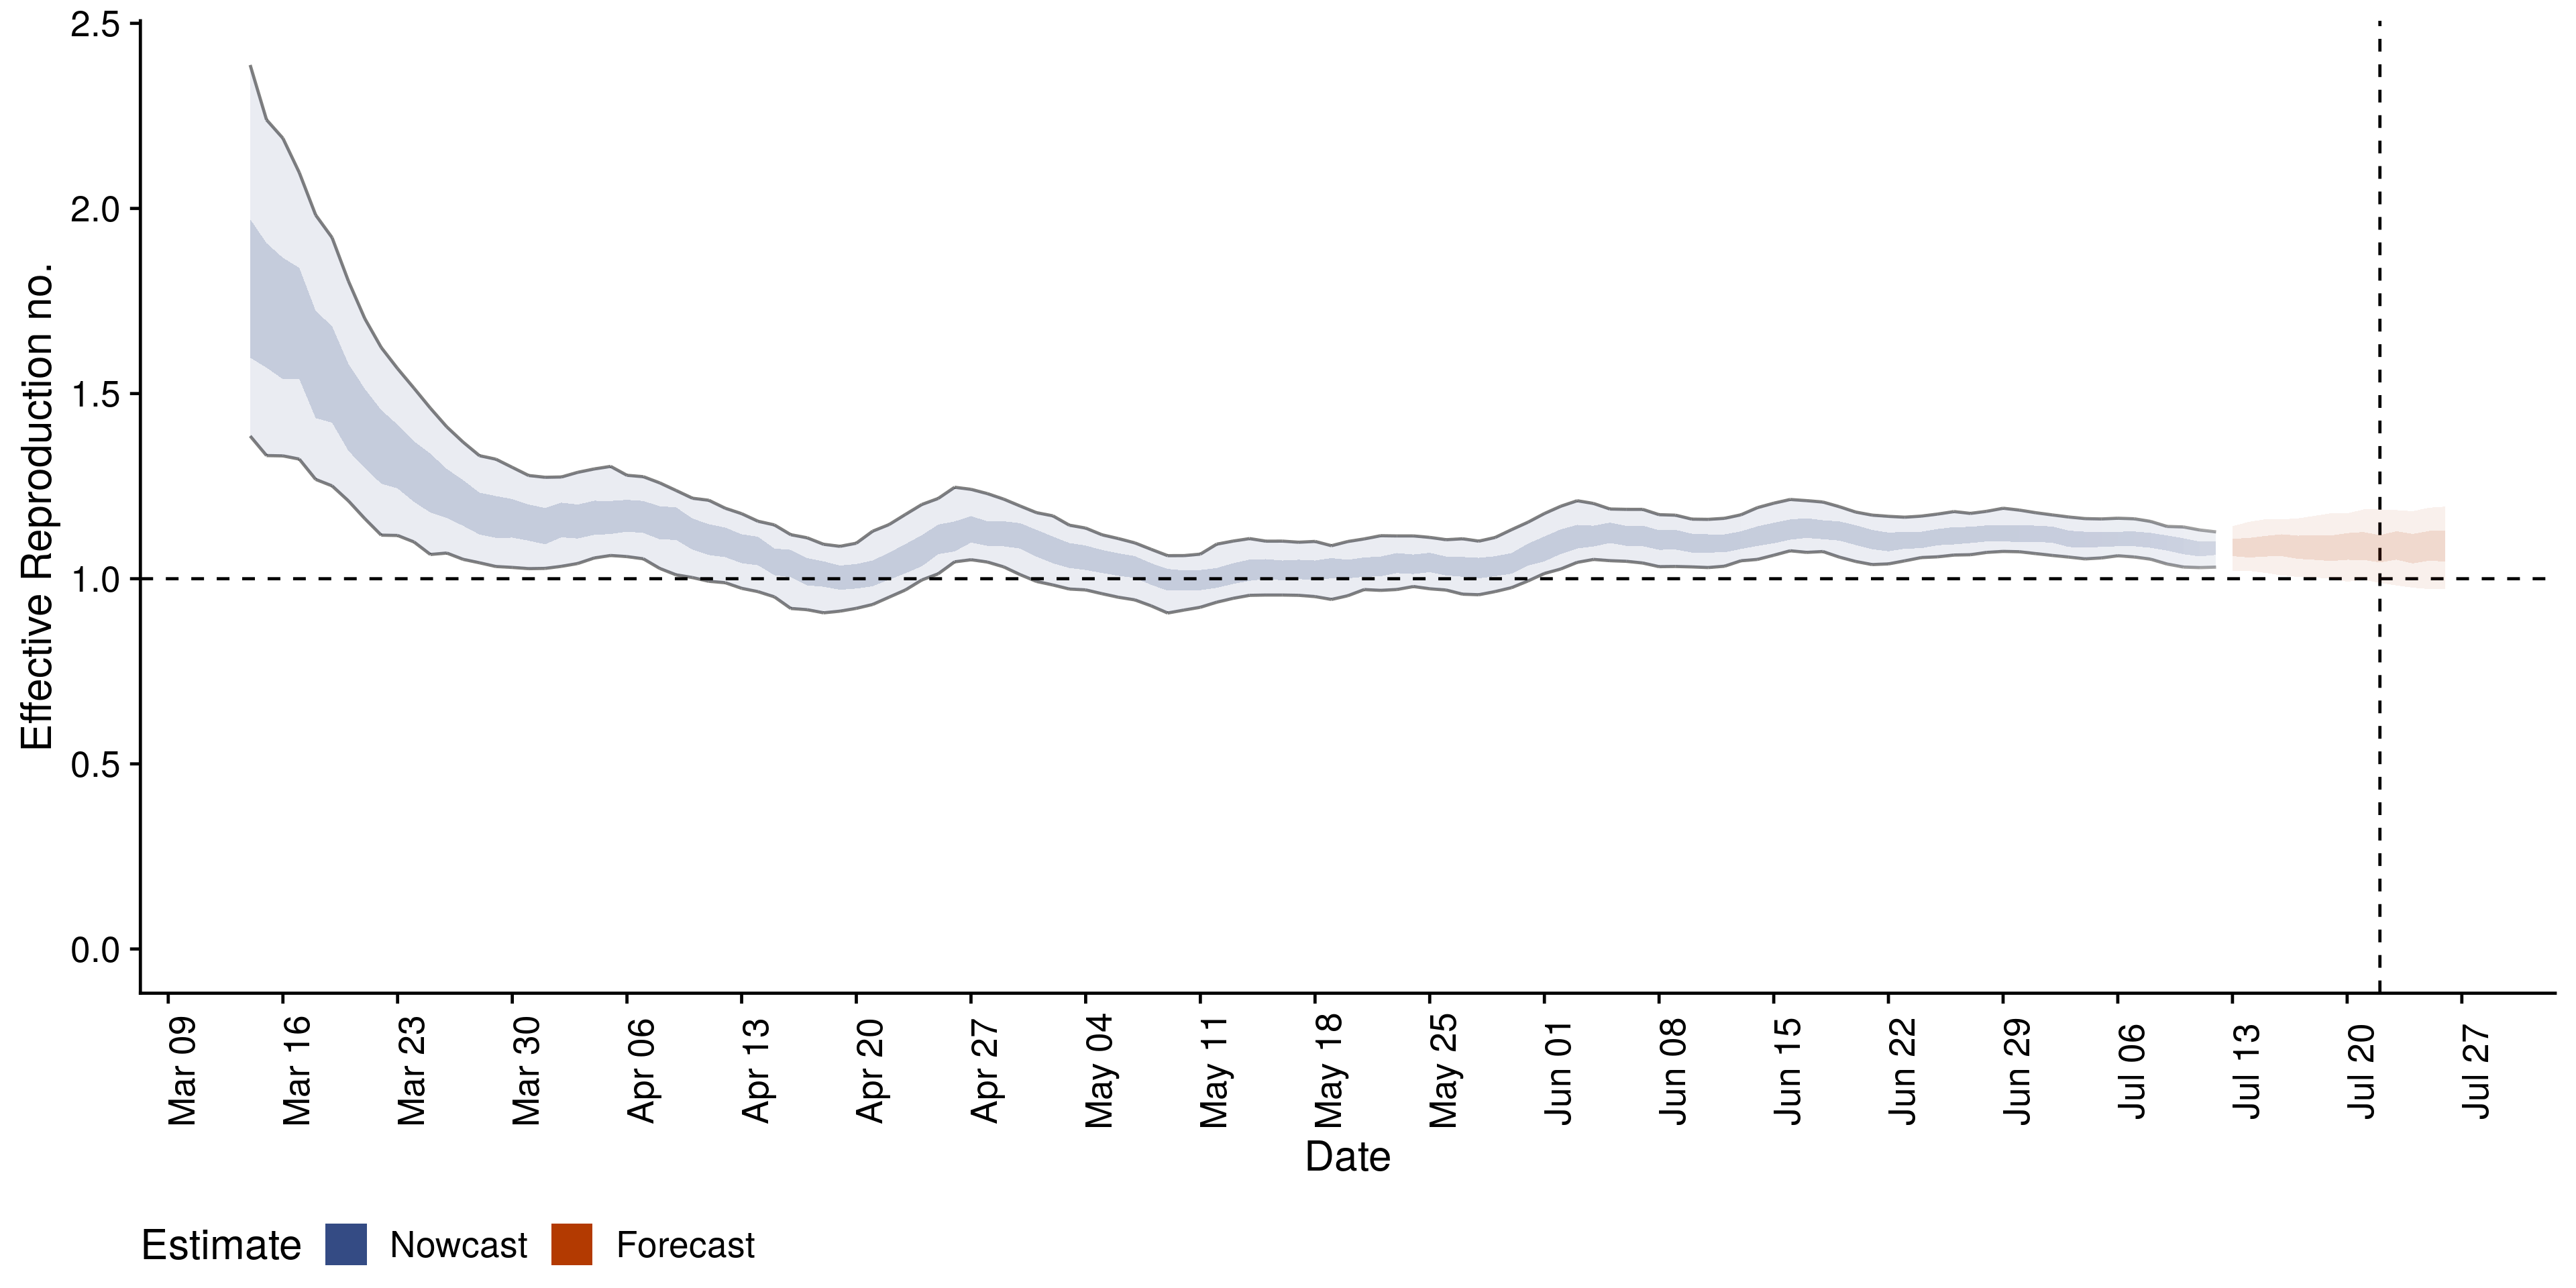 Effective Reproduction no.
2.5
2.0
1.5
1.0
0.5
0.0
Mar 09
Mar 16
Mar 23
Mar 30
Apr 06
Apr 13
Apr 20
Apr 27
May 04
May 11
May 18
May 25
Jun 01
Jun 08
Jun 15
Jun 22
Jun 29
Jul 06
Jul 13
Jul 20
Jul 27
Date
Estimate Nowcast Forecast